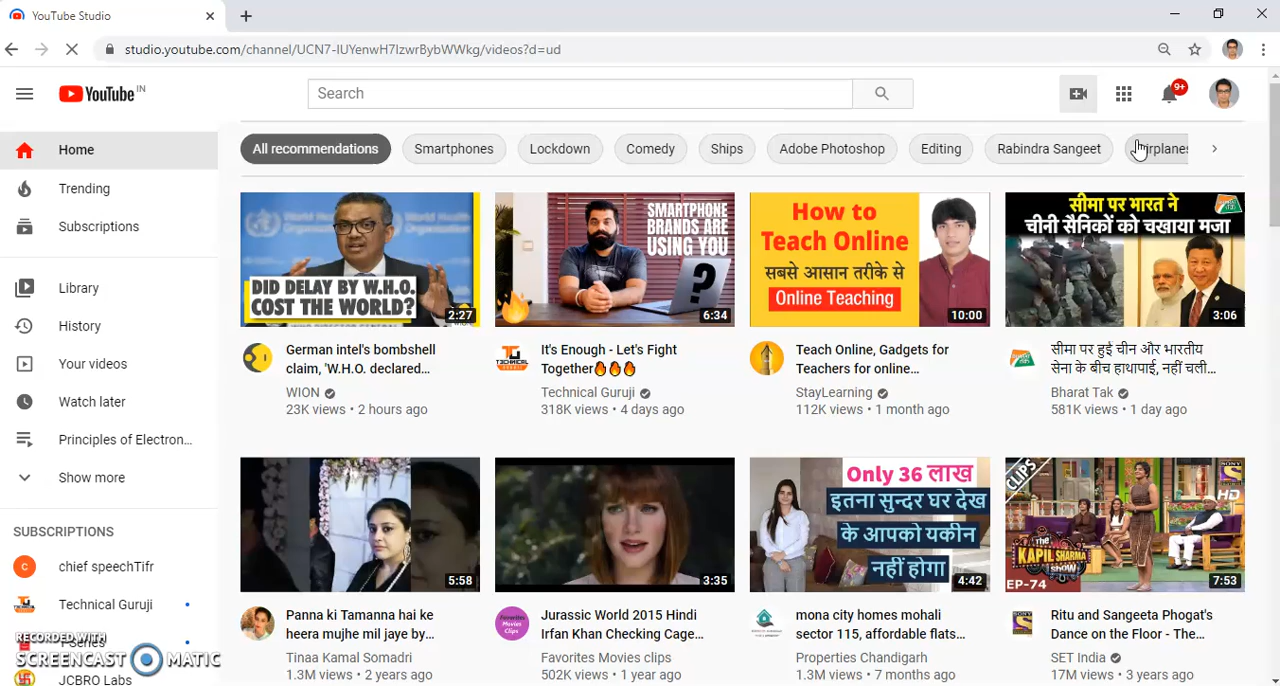 YouTube Studio
studio.youtube.com/channel/UCN7-IUYenwH7IzwrBybWWkg/videos?d=ud
YouTube IN
Search
9+
All recommendations
Smartphones
Lockdown
Comedy
Ships
Adobe Photoshop
Editing
Rabindra Sangeet
Home
Trending
Subscriptions
Library
History
Your videos
Watch later
Principles of Electron...
Show more
SUBSCRIPTIONS
chief speechTifr
Technical Guruji
JCBRO Labs
RECORDED WITH
SCREENCAST MATIC
DID DELAY BY W.H.O.
COST THE WORLD?
2:27
German intel's bombshell
claim, 'W.H.O. declared...
WION
23K views • 2 hours ago
SMARTPHONE
BRANDS ARE
USING YOU
?
6:34
It's Enough - Let's Fight
Together🔥🔥🔥
Technical Guruji
318K views • 4 days ago
How to
Teach Online
सबसे आसान तरीके से
Online Teaching
10:00
Teach Online, Gadgets for
Teachers for online...
StayLearning
112K views • 1 month ago
सीमा पर भारत ने
चीनी सैनिकों को चखाया मजा
3:06
सीमा पर हुई चीन और भारतीय
सेना के बीच हाथापाई, नहीं चली...
Bharat Tak
581K views • 1 day ago
5:58
Panna ki Tamanna hai ke
heera mujhe mil jaye by...
Tinaa Kamal Somadri
1.3M views • 2 years ago
3:35
Jurassic World 2015 Hindi
Irfan Khan Checking Cage...
Favorites Movies clips
502K views • 1 year ago
Only 36 लाख
इतना सुन्दर घर देख
के आपको यकीन
नहीं होगा
4:42
mona city homes mohali
sector 115, affordable flats...
Properties Chandigarh
1.3M views • 7 months ago
CLIPS
SONY
HD
The
KAPIL SHARMA
Show
EP-74
7:53
Ritu and Sangeeta Phogat's
Dance on the Floor - The...
SET India
17M views • 3 years ago